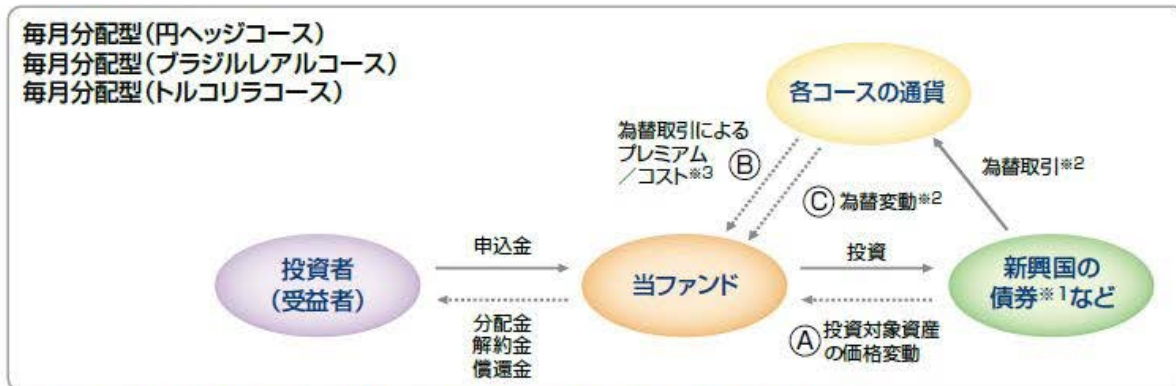 毎月分配型(円ヘッジコース)
毎月分配型(ブラジルレアルコース)
毎月分配型(トルコリラコース)
各コースの通貨
為替取引による
プレミアム
/コスト※3
Ⓑ
Ⓒ 為替変動※2
為替取引※2
投資者
(受益者)
申込金
分配金
解約金
償還金
当ファンド
投資
Ⓐ 投資対象資産
の価格変動
新興国の
債券※1など